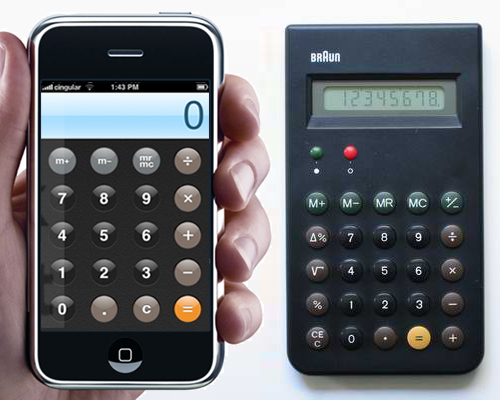 cingular 1:43 PM
0
m+ m− mr mc ÷
7 8 9 ×
4 5 6 +
1 2 3 −
0 . c =
BRAUN
12345678.
M+ M− MR MC +/−
Δ% 7 8 9 ÷
√ 4 5 6 ×
% 1 2 3 −
CE C 0 · = +